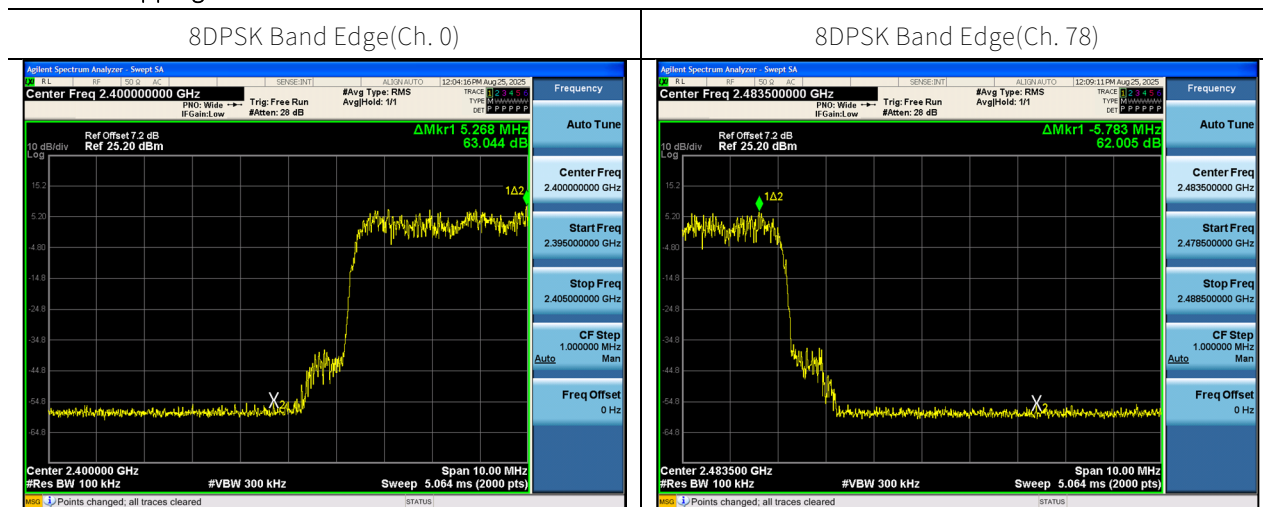 8DPSK Band Edge(Ch. 0)
8DPSK Band Edge(Ch. 78)
Agilent Spectrum Analyzer - Swept SA
RL RF 50 Ω AC SENSE:INT ALIGN AUTO 12:04:16 PM Aug 25, 2025
Center Freq 2.400000000 GHz
PNO: Wide
IFGain:Low
Trig: Free Run
#Atten: 28 dB
#Avg Type: RMS
Avg|Hold: 1/1
TRACE 1 2 3 4 5 6
TYPE M WWWWW
DET P P P P P P
Ref Offset 7.2 dB
Ref 25.20 dBm
10 dB/div
Log
ΔMkr1 5.268 MHz
63.044 dB
15.2
5.20
-4.80
-14.8
-24.8
-34.8
-44.8
-54.8
-64.8
1Δ2
X2
Center 2.400000 GHz
#Res BW 100 kHz
#VBW 300 kHz
Span 10.00 MHz
Sweep 5.064 ms (2000 pts)
MSG Points changed; all traces cleared
STATUS
Frequency
Auto Tune
Center Freq
2.400000000 GHz
Start Freq
2.395000000 GHz
Stop Freq
2.405000000 GHz
CF Step
1.000000 MHz
Auto Man
Freq Offset
0 Hz
Agilent Spectrum Analyzer - Swept SA
RL RF 50 Ω AC SENSE:INT ALIGN AUTO 12:09:11 PM Aug 25, 2025
Center Freq 2.483500000 GHz
PNO: Wide
IFGain:Low
Trig: Free Run
#Atten: 28 dB
#Avg Type: RMS
Avg|Hold: 1/1
TRACE 1 2 3 4 5 6
TYPE M WWWWW
DET P P P P P P
Ref Offset 7.2 dB
Ref 25.20 dBm
10 dB/div
Log
ΔMkr1 -5.783 MHz
62.005 dB
15.2
5.20
-4.80
-14.8
-24.8
-34.8
-44.8
-54.8
-64.8
1Δ2
X2
Center 2.483500 GHz
#Res BW 100 kHz
#VBW 300 kHz
Span 10.00 MHz
Sweep 5.064 ms (2000 pts)
MSG Points changed; all traces cleared
STATUS
Frequency
Auto Tune
Center Freq
2.483500000 GHz
Start Freq
2.478500000 GHz
Stop Freq
2.488500000 GHz
CF Step
1.000000 MHz
Auto Man
Freq Offset
0 Hz